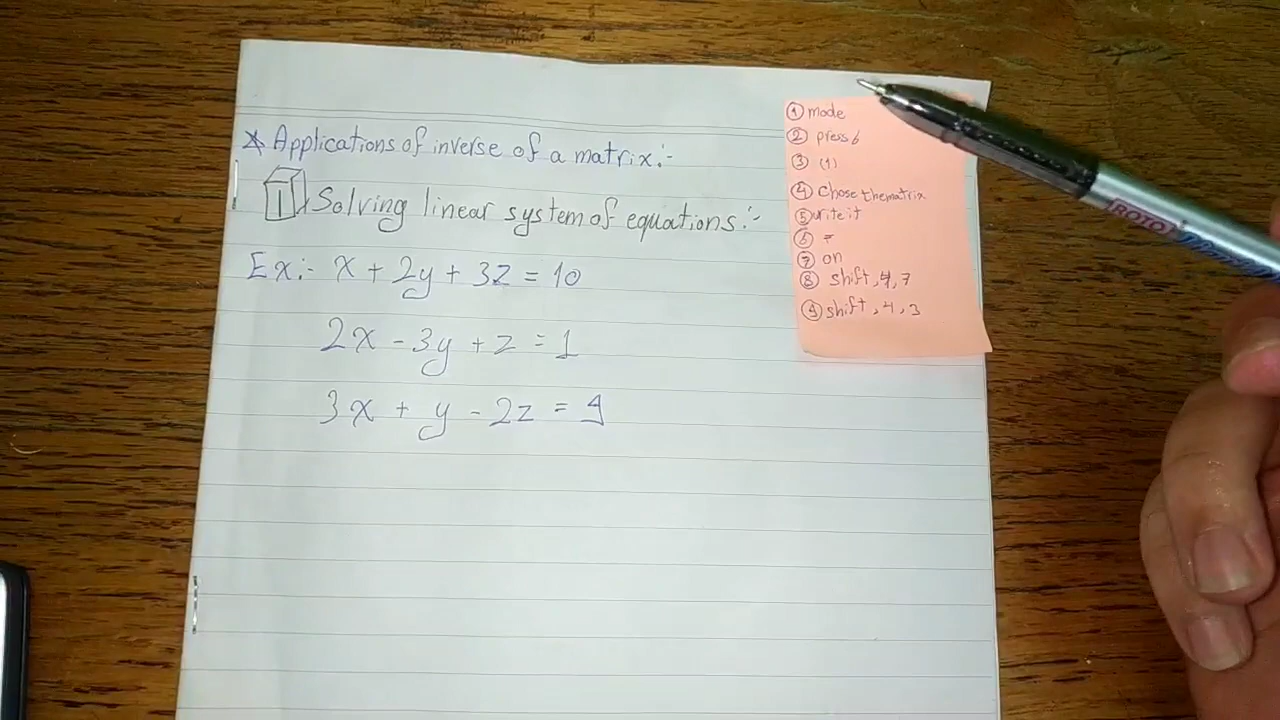 * Applications of inverse of a matrix:-
1 Solving linear system of equations:-
Ex:- x + 2y + 3z = 10
2x - 3y + z = 1
3x + y - 2z = 9
① mode
② press 6
③ (1)
④ chose the matrix
⑤ write it
⑥ =
⑦ on
⑧ shift, 4, 7
⑨ shift, 4, 3
ROTO